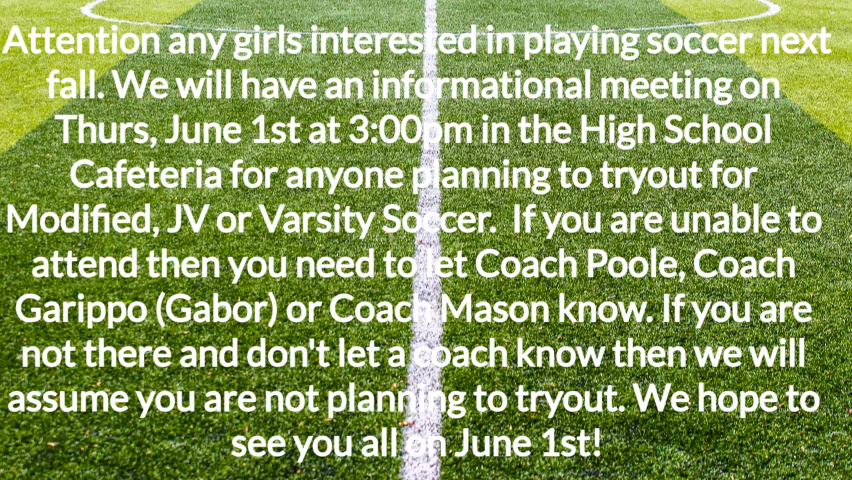 Attention any girls interested in playing soccer next
fall. We will have an informational meeting on
Thurs, June 1st at 3:00pm in the High School
Cafeteria for anyone planning to tryout for
Modified, JV or Varsity Soccer.  If you are unable to
attend then you need to let Coach Poole, Coach
Garippo (Gabor) or Coach Mason know. If you are
not there and don't let a coach know then we will
assume you are not planning to tryout. We hope to
see you all on June 1st!